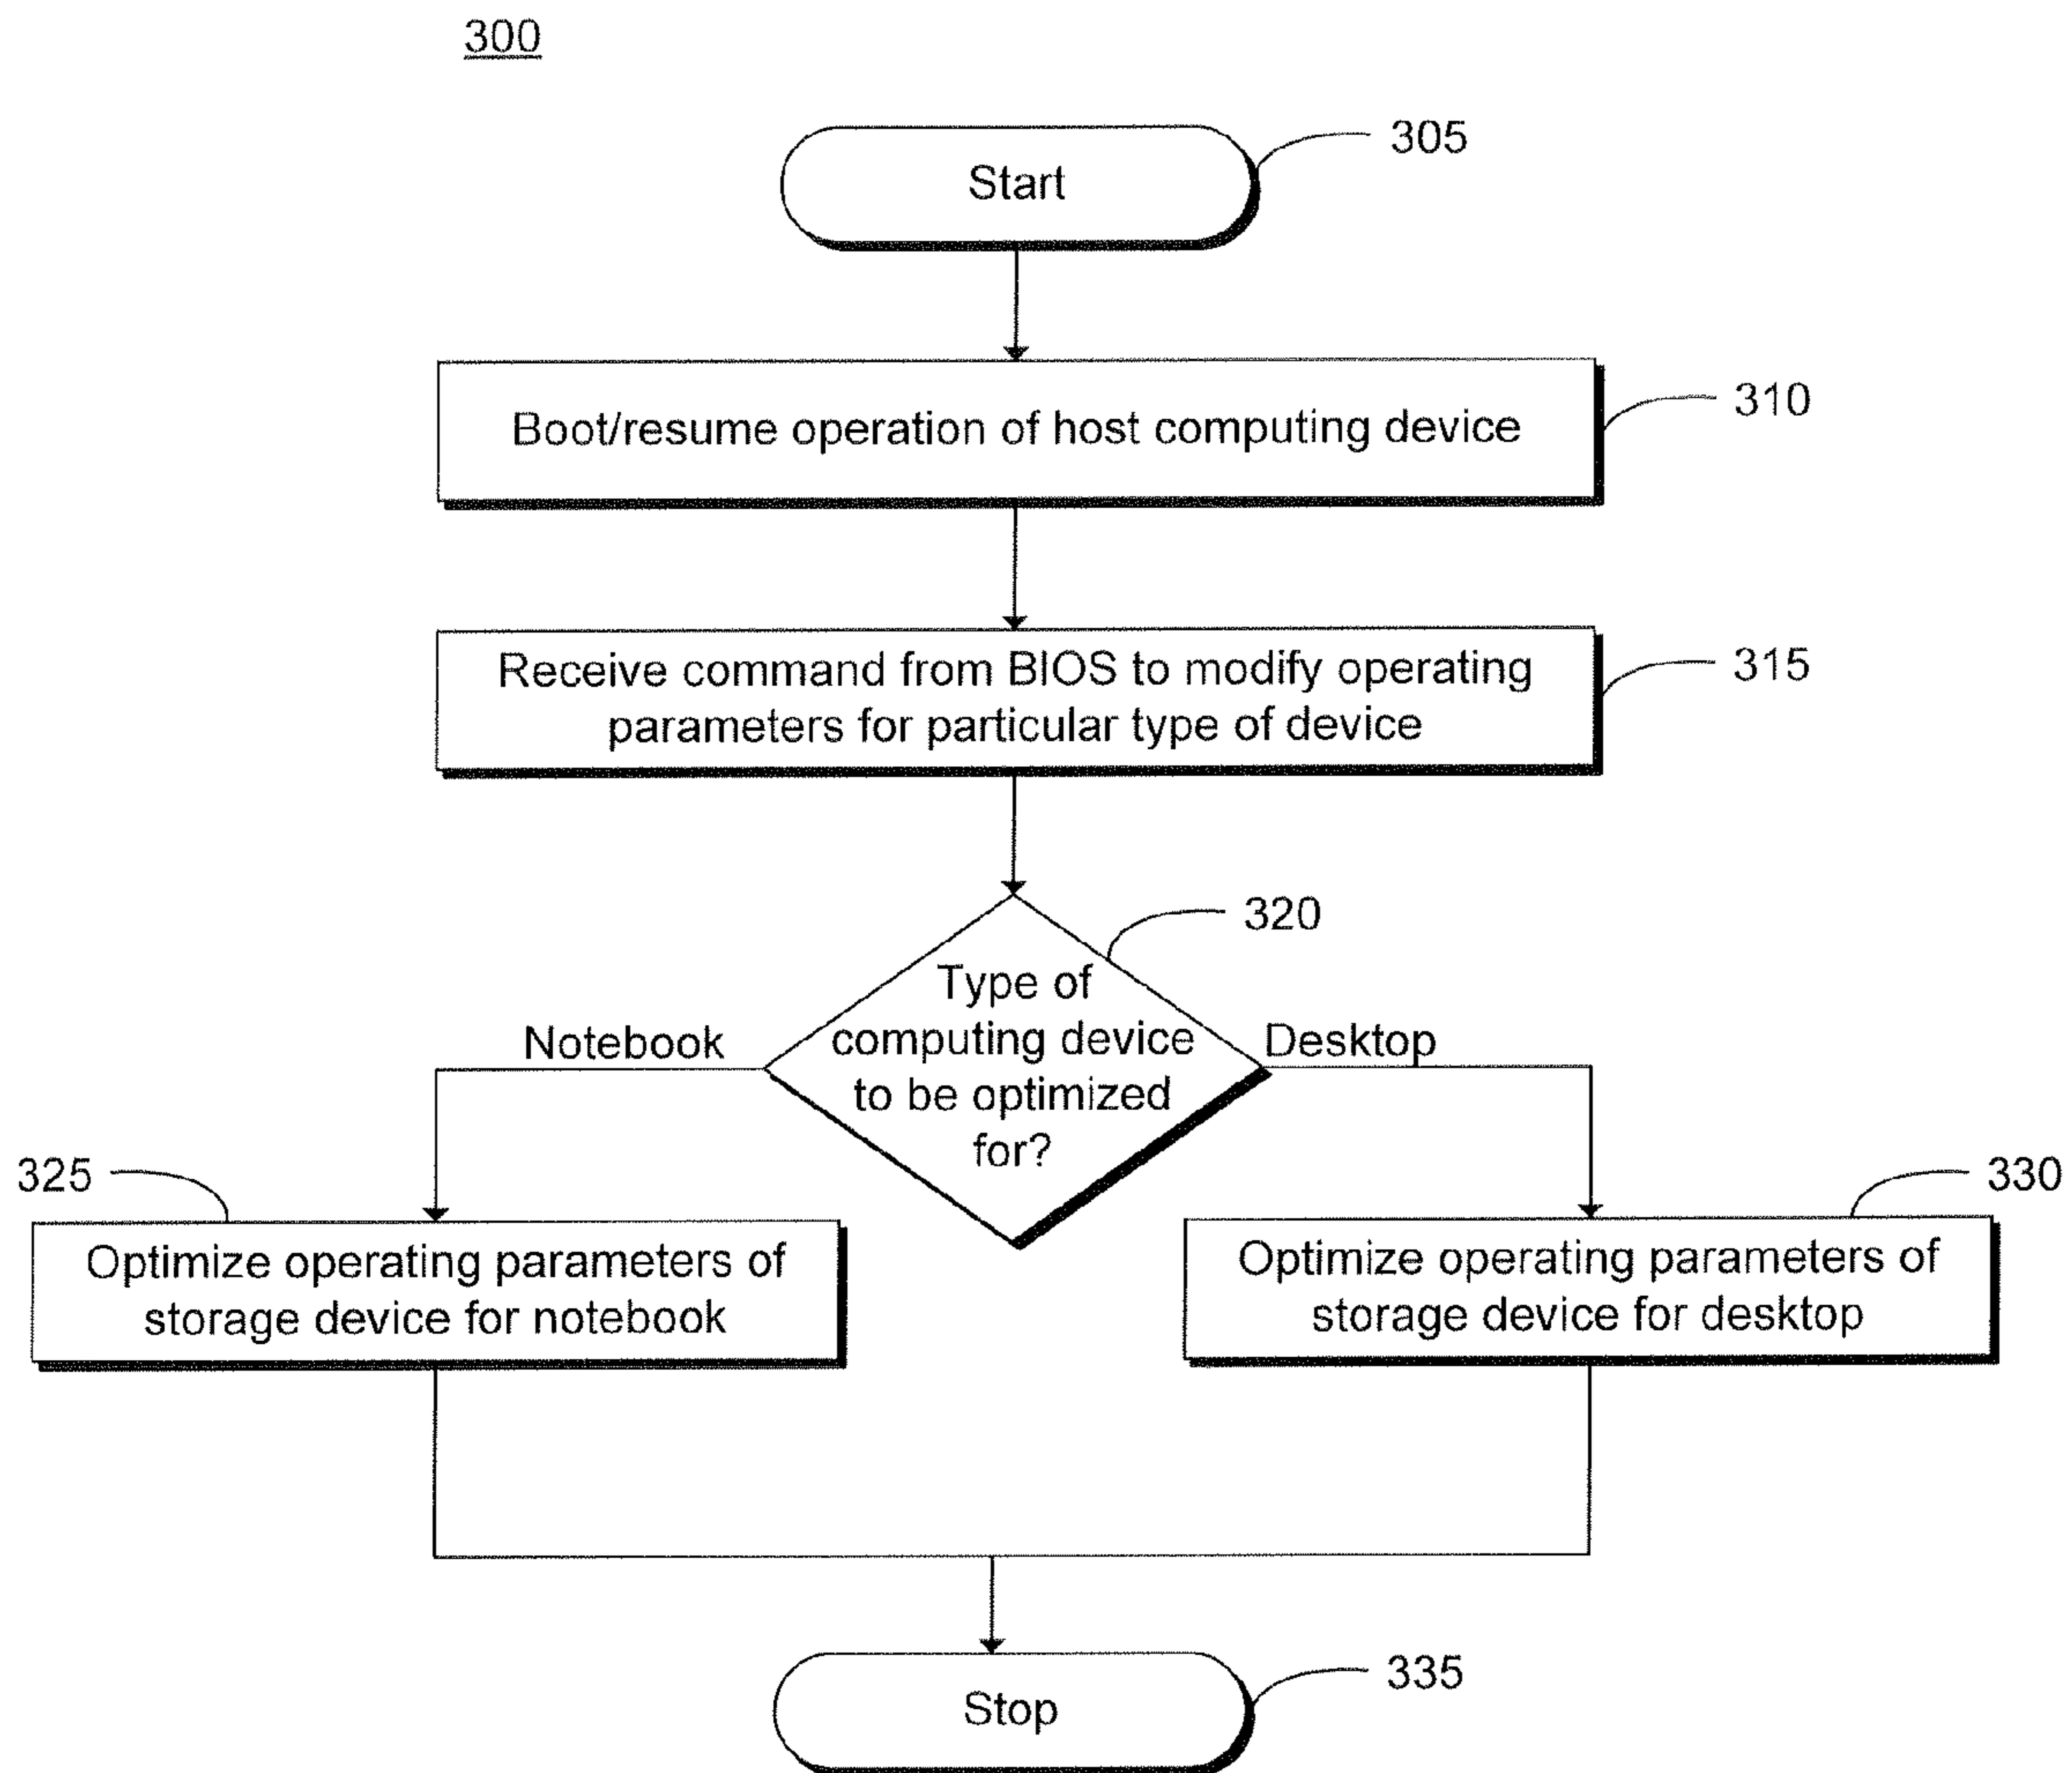 300
305
Start
310
Boot/resume operation of host computing device
315
Receive command from BIOS to modify operating
parameters for particular type of device
320
Type of
computing device
to be optimized
for?
Notebook
Desktop
325
Optimize operating parameters of
storage device for notebook
330
Optimize operating parameters of
storage device for desktop
335
Stop